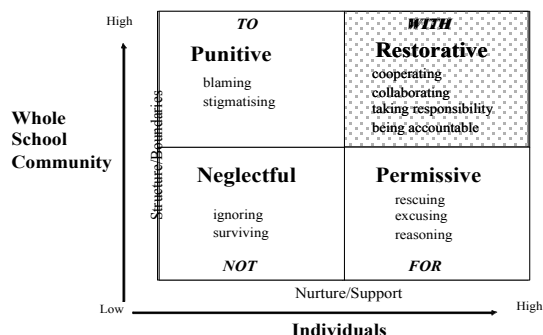 High
TO
WITH
Punitive
Restorative
blaming
stigmatising
cooperating
collaborating
taking responsibility
being accountable
Whole
School
Community
Structure/Boundaries
Neglectful
Permissive
ignoring
surviving
rescuing
excusing
reasoning
NOT
FOR
Nurture/Support
Low
High
Individuals